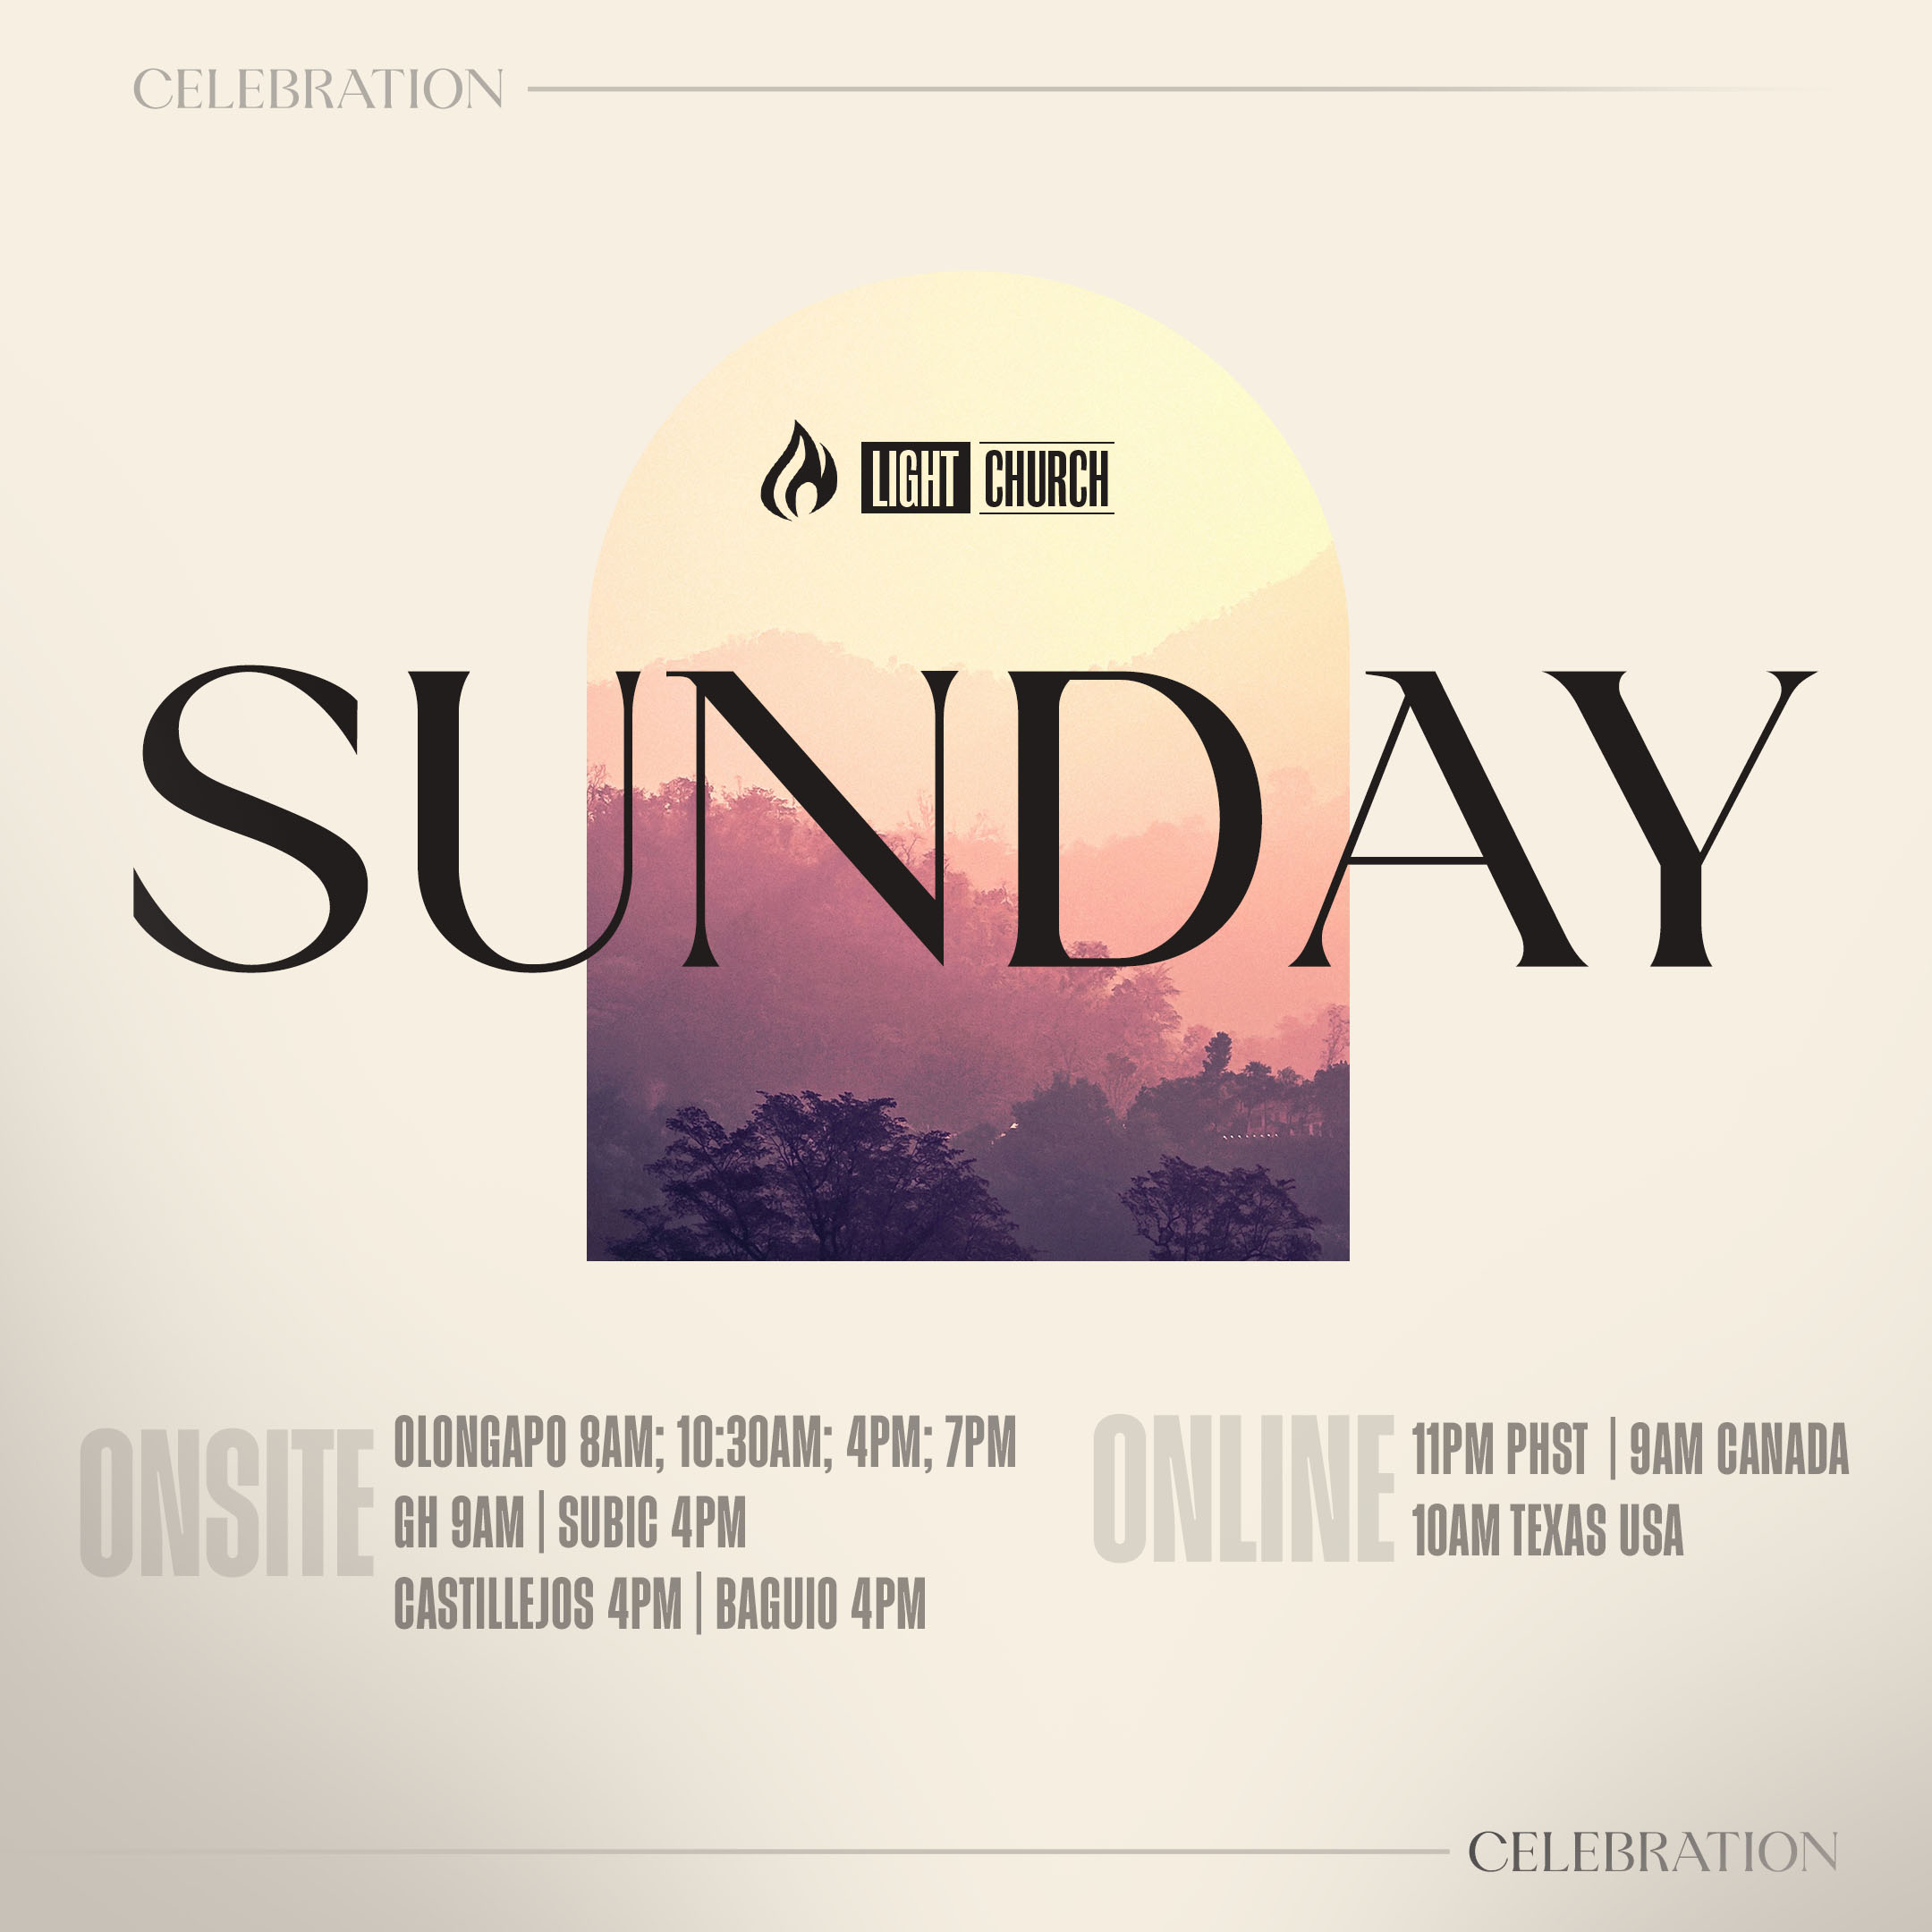 CELEBRATION
LIGHT CHURCH
SUNDAY
ONSITE
OLONGAPO 8AM; 10:30AM; 4PM; 7PM
GH 9AM | SUBIC 4PM
CASTILLEJOS 4PM | BAGUIO 4PM
ONLINE
11PM PHST | 9AM CANADA
10AM TEXAS USA
CELEBRATION